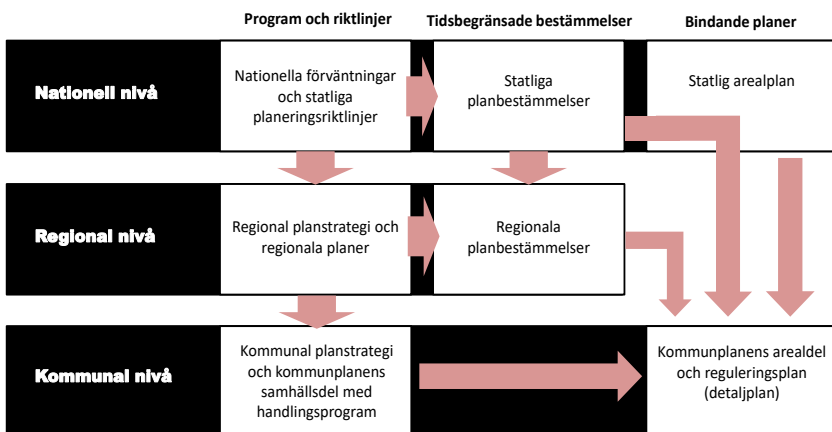 Program och riktlinjer
Tidsbegränsade bestämmelser
Bindande planer
Nationell nivå
Nationella förväntningar
och statliga
planeringsriktlinjer
Statliga
planbestämmelser
Statlig arealplan
Regional nivå
Regional planstrategi och
regionala planer
Regionala
planbestämmelser
Kommunal nivå
Kommunal planstrategi
och kommunplanens
samhällsdel med
handlingsprogram
Kommunplanens arealdel
och reguleringsplan
(detaljplan)